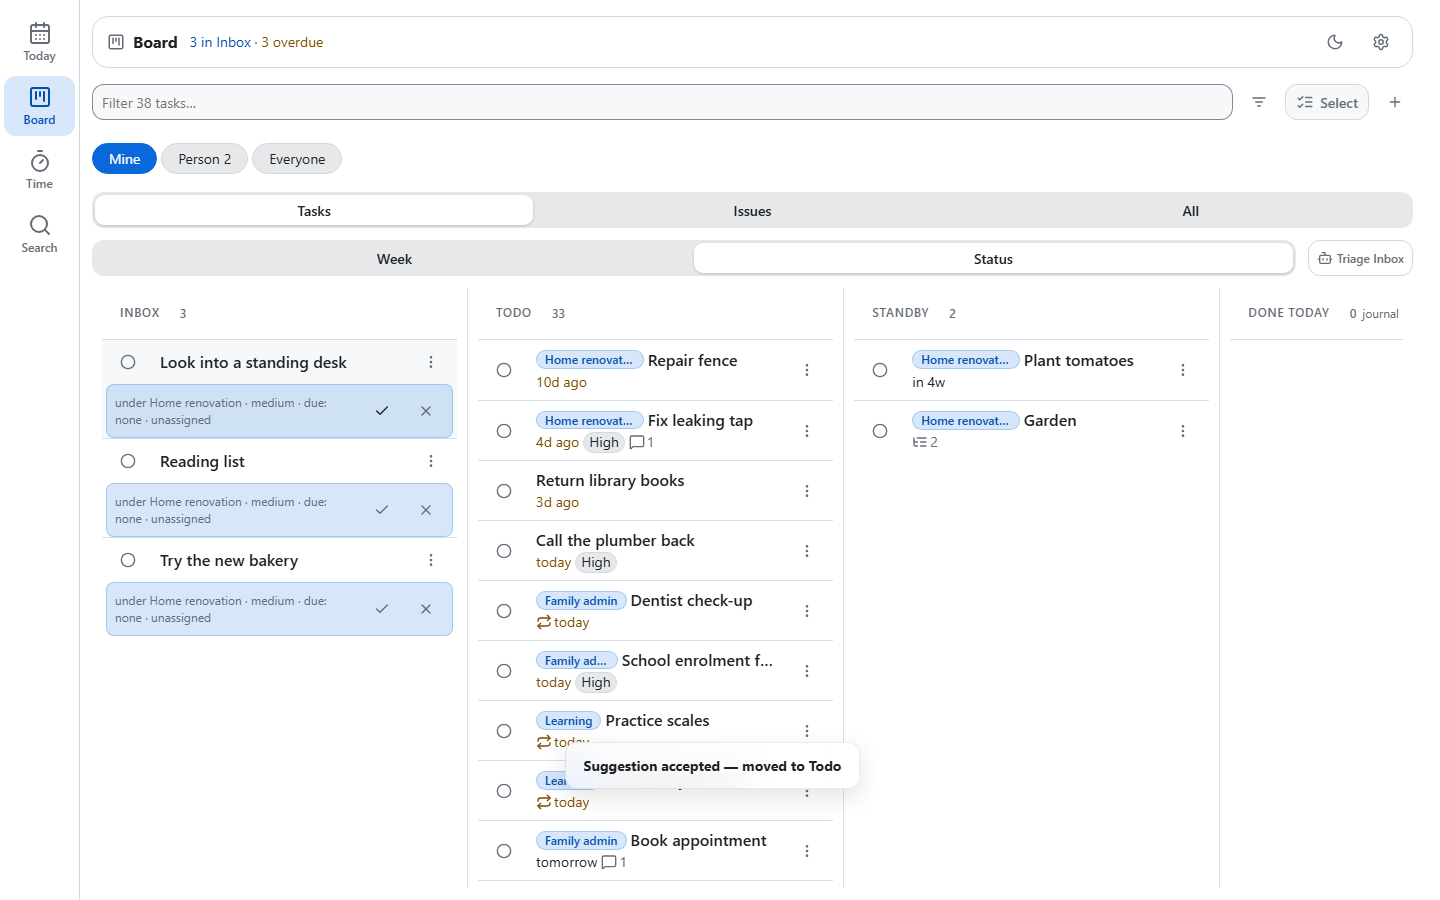 Today
Board
Time
Search
Board 3 in Inbox · 3 overdue
Filter 38 tasks...
Select
Mine
Person 2
Everyone
Tasks
Issues
All
Week
Status
Triage Inbox
INBOX 3
Look into a standing desk
under Home renovation · medium · due:
none · unassigned
Reading list
under Home renovation · medium · due:
none · unassigned
Try the new bakery
under Home renovation · medium · due:
none · unassigned
TODO 33
Home renovat... Repair fence
10d ago
Home renovat... Fix leaking tap
4d ago High 1
Return library books
3d ago
Call the plumber back
today High
Family admin Dentist check-up
today
Family ad... School enrolment f...
today High
Learning Practice scales
today
today
Family admin Book appointment
tomorrow 1
STANDBY 2
Home renovat... Plant tomatoes
in 4w
Home renovat... Garden
2
DONE TODAY 0 journal
Suggestion accepted — moved to Todo